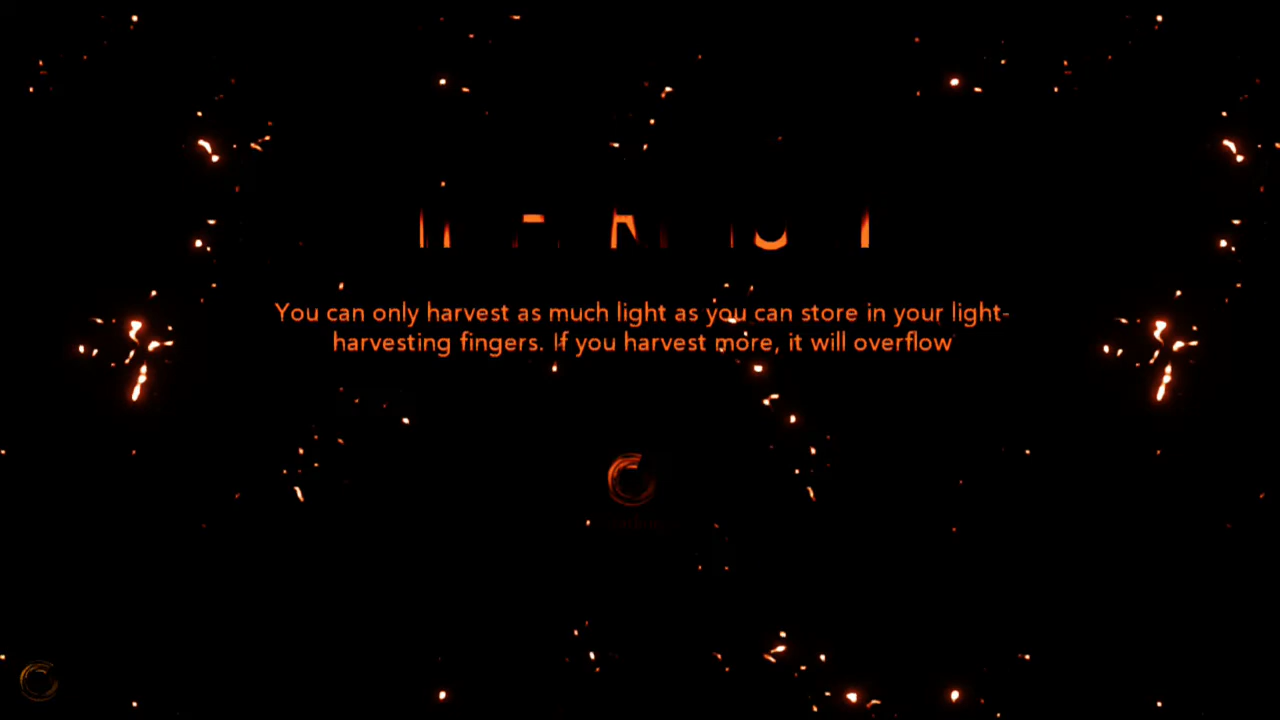 You can only harvest as much light as you can store in your light-
harvesting fingers. If you harvest more, it will overflow